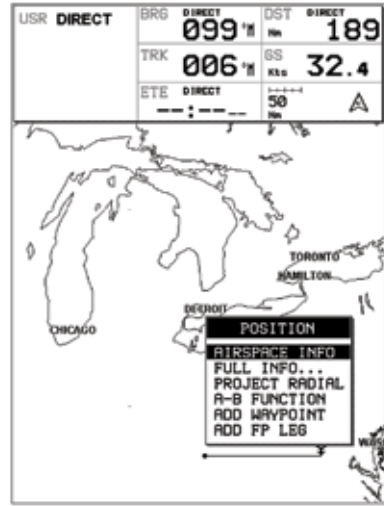 USR DIRECT
BRG DIRECT 099°M
DST DIRECT Nm 189
TRK 006°M
GS Kts 32.4
ETE DIRECT --:--
50 Nm
TORONTO
HAMILTON
DETROIT
CHICAGO
POSITION
AIRSPACE INFO
FULL INFO...
PROJECT RADIAL
A-B FUNCTION
ADD WAYPOINT
ADD FP LEG